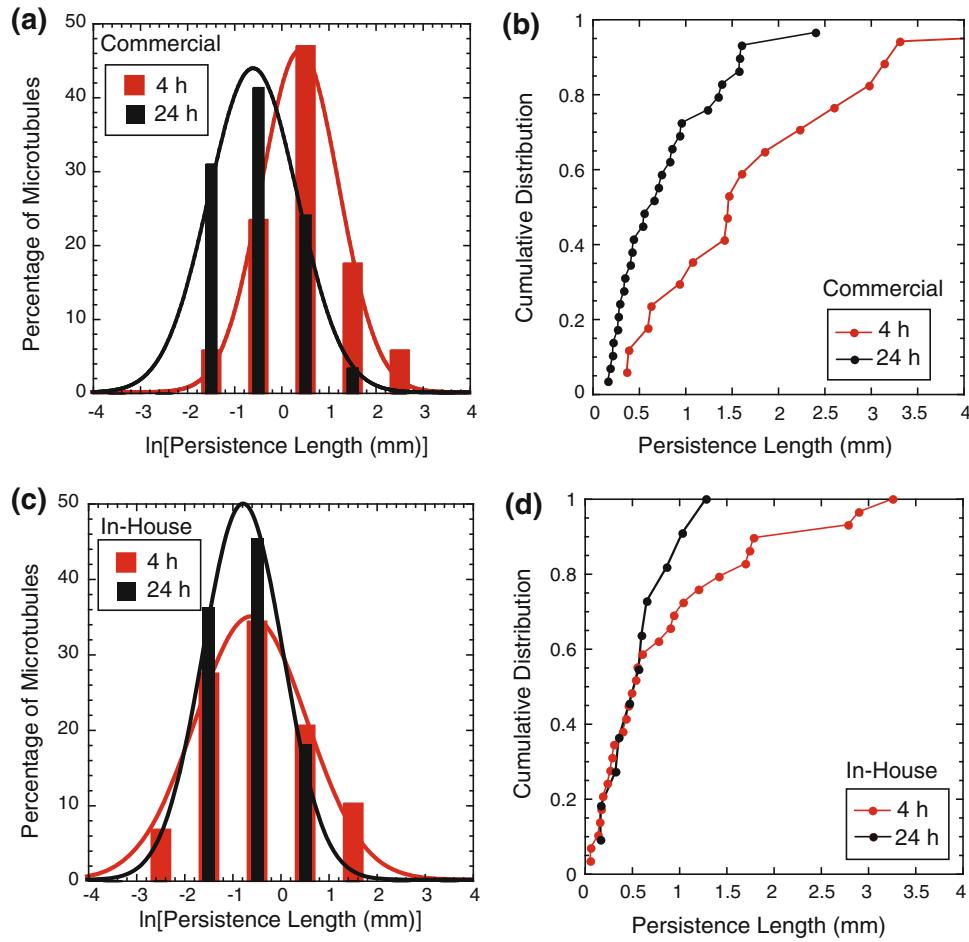 (a)
Commercial
4 h
24 h
50
40
30
20
10
0
-4 -3 -2 -1 0 1 2 3 4
Percentage of Microtubules
ln[Persistence Length (mm)]
(b)
1
0.8
0.6
0.4
0.2
0
0 0.5 1 1.5 2 2.5 3 3.5 4
Cumulative Distribution
Commercial
4 h
24 h
Persistence Length (mm)
(c)
In-House
4 h
24 h
50
40
30
20
10
0
-4 -3 -2 -1 0 1 2 3 4
Percentage of Microtubules
ln[Persistence Length (mm)]
(d)
1
0.8
0.6
0.4
0.2
0
0 0.5 1 1.5 2 2.5 3 3.5 4
Cumulative Distribution
In-House
4 h
24 h
Persistence Length (mm)